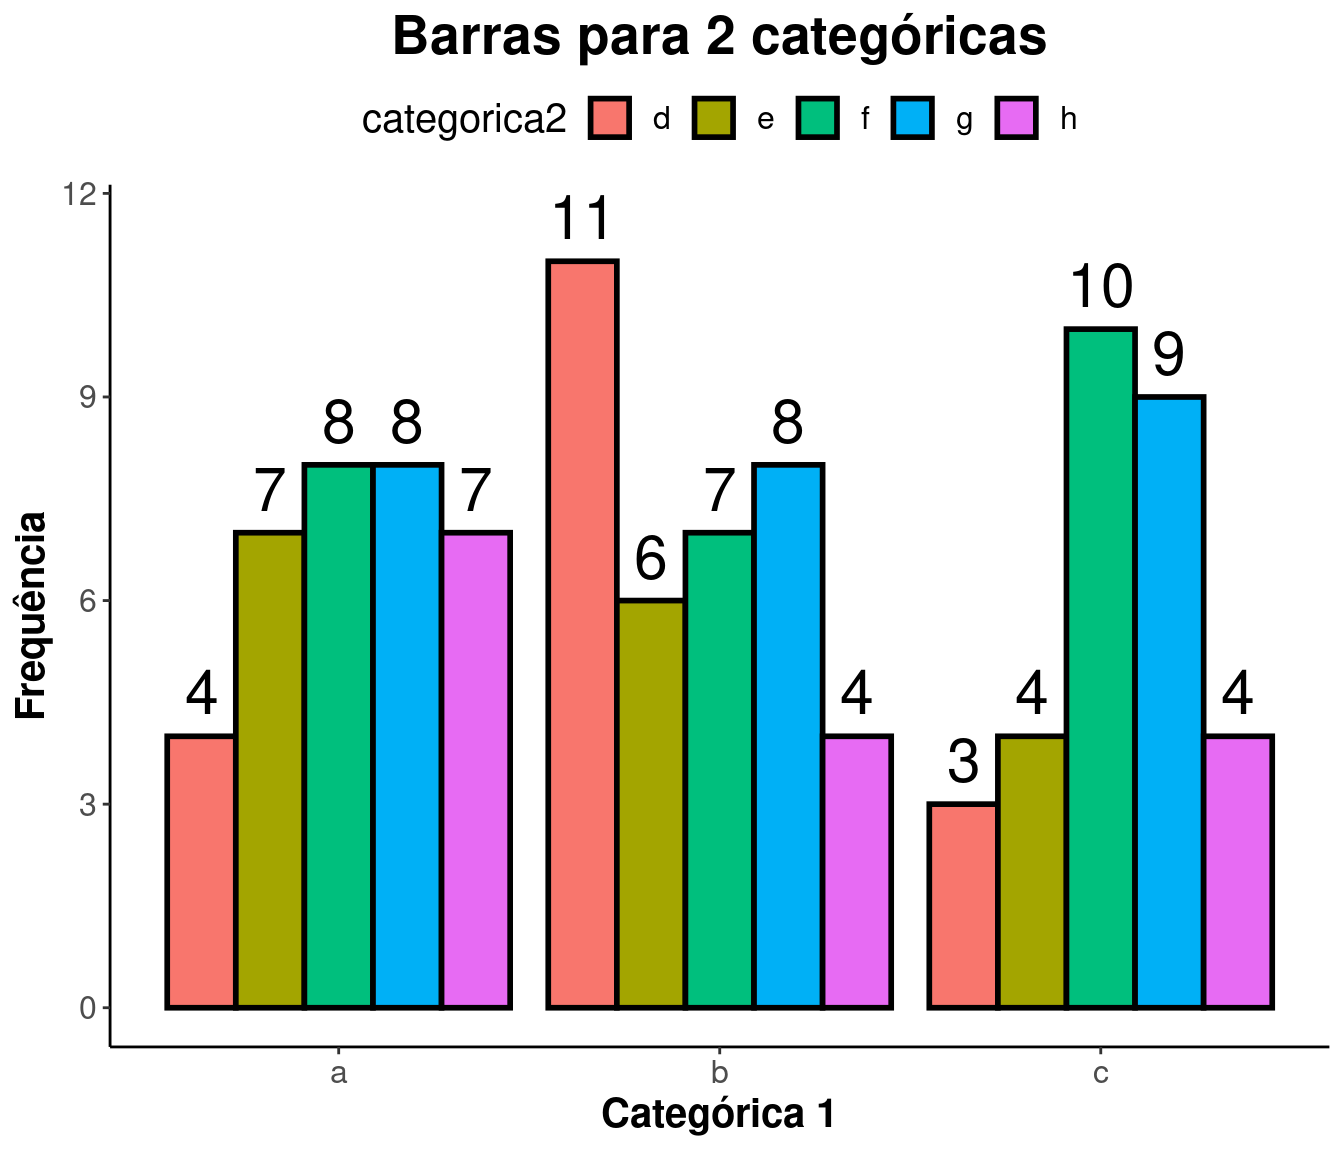 Barras para 2 categóricas
categorica2 d e f g h
12
9
6
3
0
Frequência
4 7 8 8 7
11 6 7 8 4
3 4 10 9 4
a b c
Categórica 1